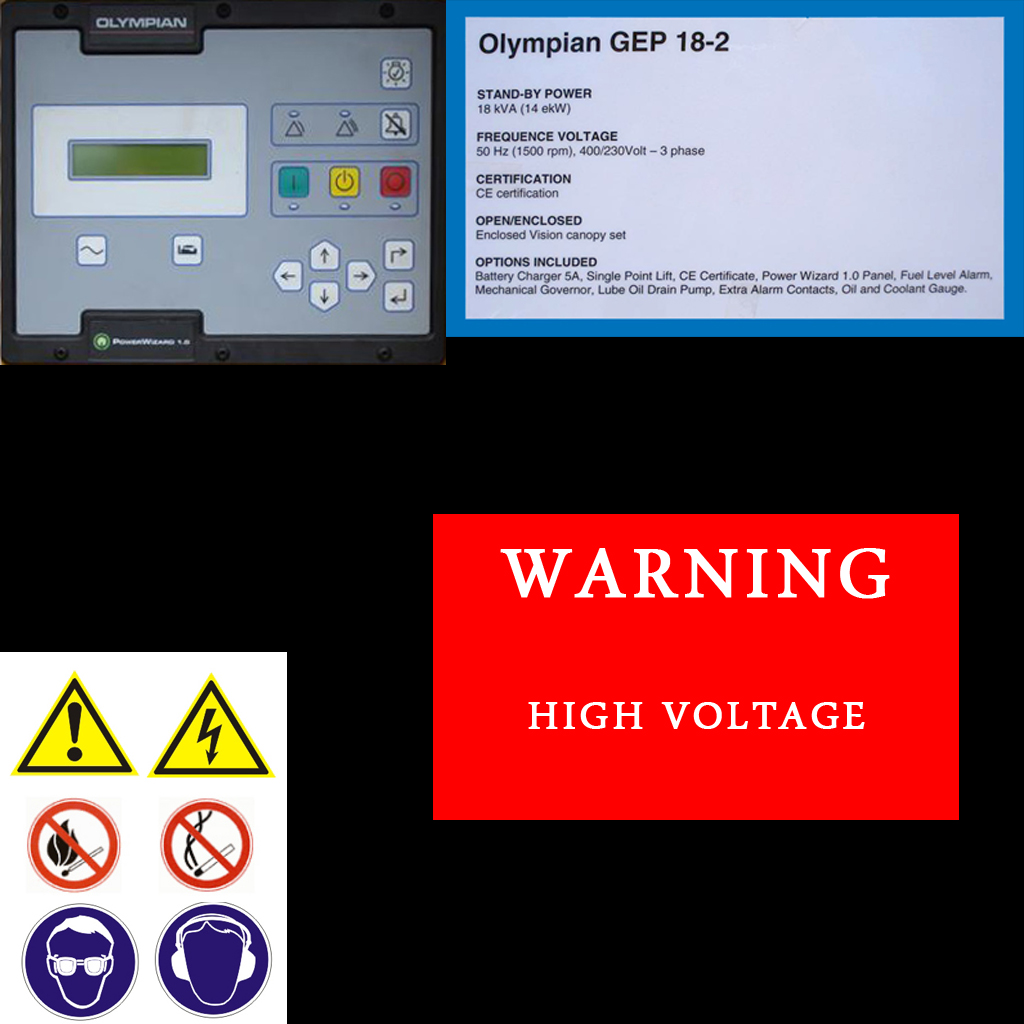 OLYMPIAN
POWERWIZARD 1.0
Olympian GEP 18-2
STAND-BY POWER
18 kVA (14 ekW)
FREQUENCE VOLTAGE
50 Hz (1500 rpm), 400/230Volt – 3 phase
CERTIFICATION
CE certification
OPEN/ENCLOSED
Enclosed Vision canopy set
OPTIONS INCLUDED
Battery Charger 5A, Single Point Lift, CE Certificate, Power Wizard 1.0 Panel, Fuel Level Alarm,
Mechanical Governor, Lube Oil Drain Pump, Extra Alarm Contacts, Oil and Coolant Gauge.
WARNING
HIGH VOLTAGE